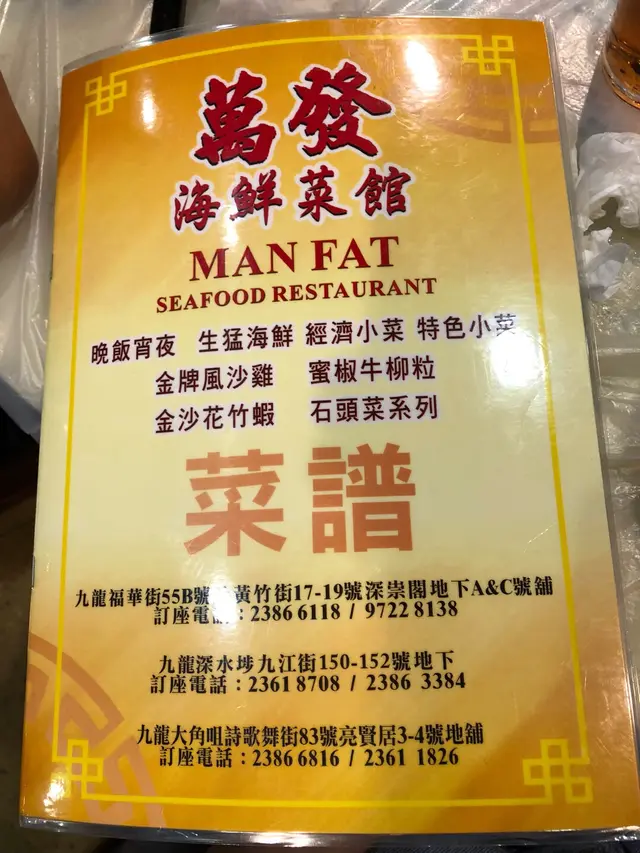 萬發
海鮮菜館
MAN FAT
SEAFOOD RESTAURANT
晚飯宵夜 生猛海鮮 經濟小菜 特色小菜
金牌風沙雞 蜜椒牛柳粒
金沙花竹蝦 石頭菜系列
菜譜
九龍福華街55B號 黃竹街17-19號深崇閣地下A&C號舖
訂座電話：2386 6118 / 9722 8138
九龍深水埗九江街150-152號地下
訂座電話：2361 8708 / 2386 3384
九龍大角咀詩歌舞街83號亮賢居3-4號地舖
訂座電話：2386 6816 / 2361 1826